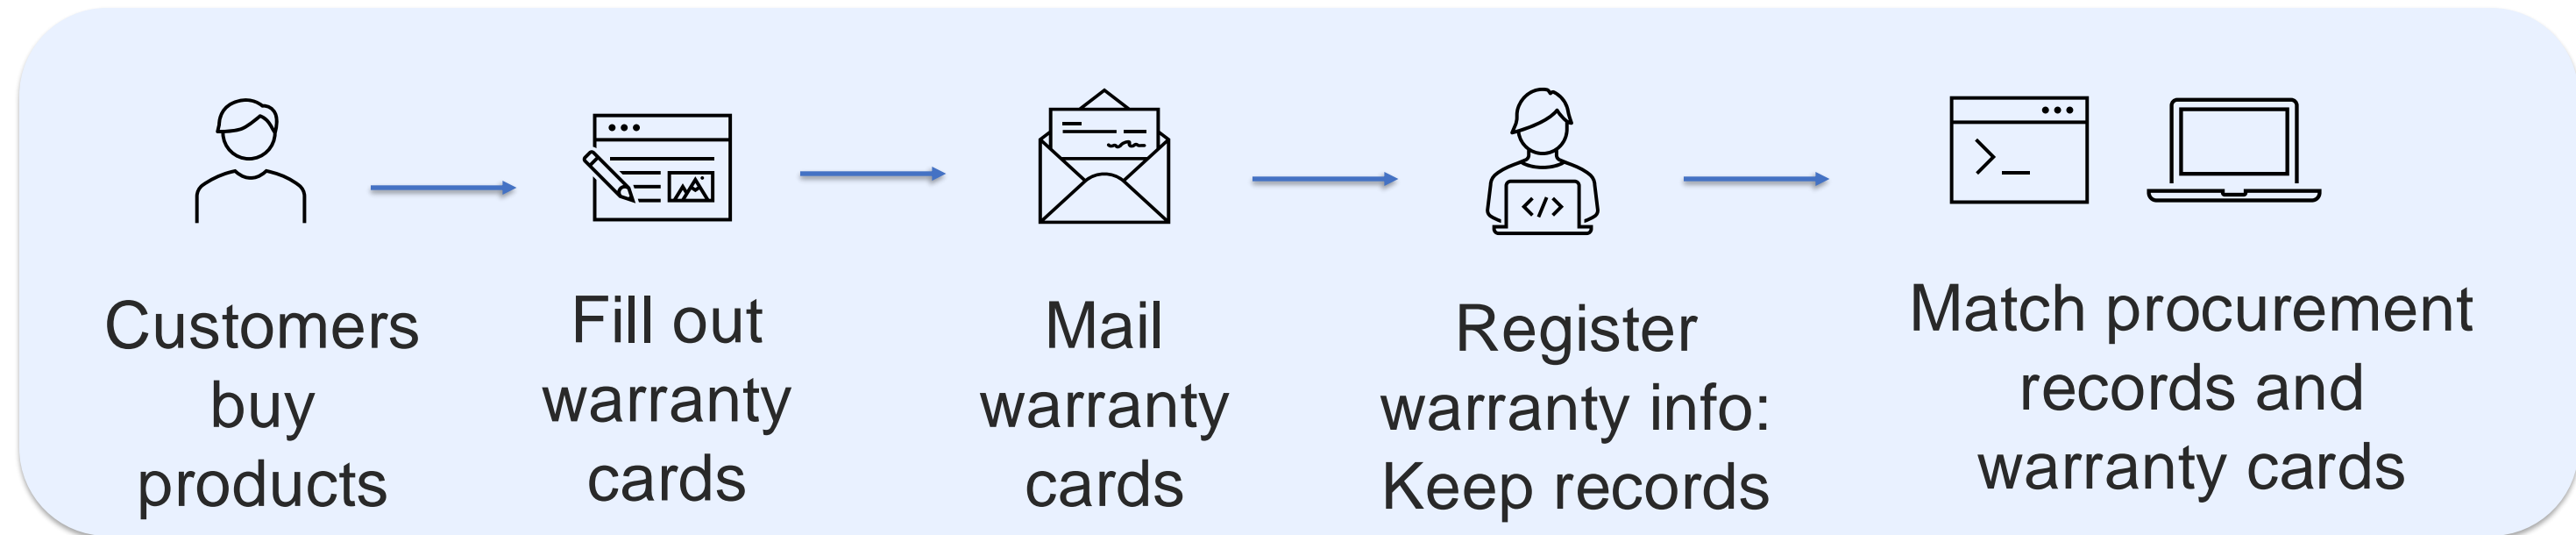 Customers
buy
products
Fill out
warranty
cards
Mail
warranty
cards
Register
warranty info:
Keep records
Match procurement
records and
warranty cards